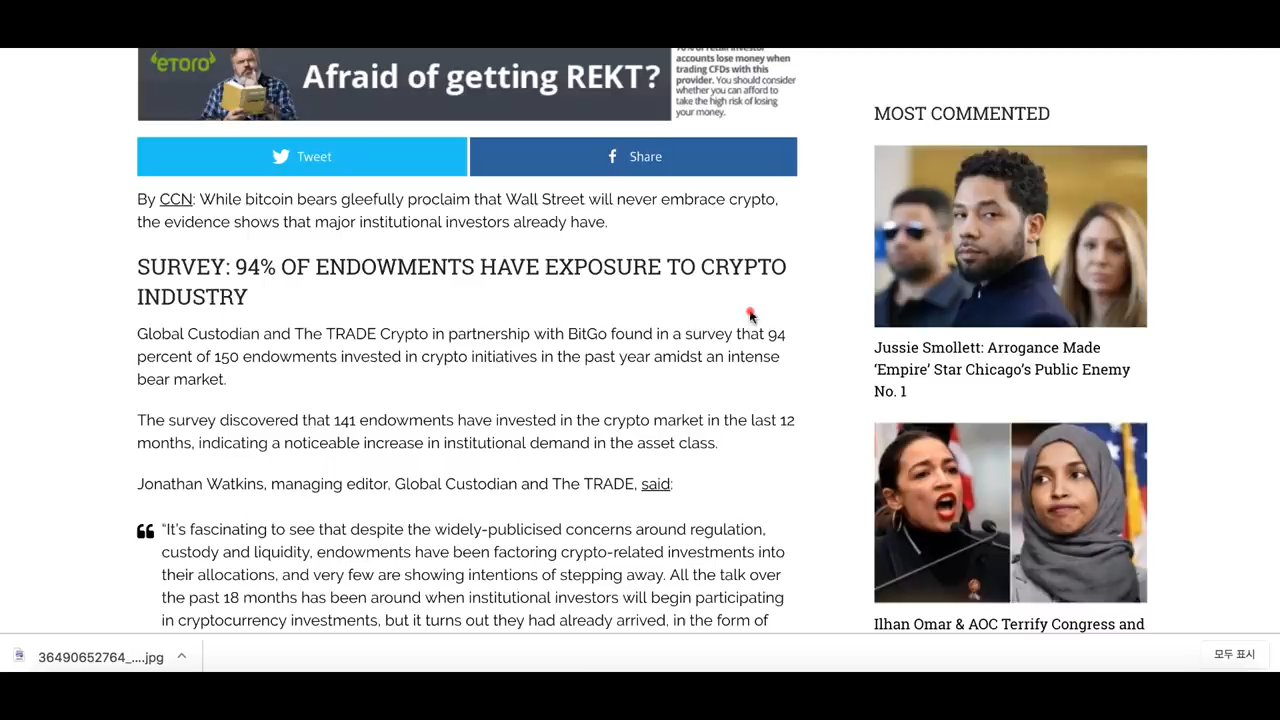 eTORO
Afraid of getting REKT?
accounts lose money when
trading CFDs with this
provider. You should consider
whether you can afford to
take the high risk of losing
your money.
Tweet
Share
By CCN: While bitcoin bears gleefully proclaim that Wall Street will never embrace crypto,
the evidence shows that major institutional investors already have.
SURVEY: 94% OF ENDOWMENTS HAVE EXPOSURE TO CRYPTO
INDUSTRY
Global Custodian and The TRADE Crypto in partnership with BitGo found in a survey that 94
percent of 150 endowments invested in crypto initiatives in the past year amidst an intense
bear market.
The survey discovered that 141 endowments have invested in the crypto market in the last 12
months, indicating a noticeable increase in institutional demand in the asset class.
Jonathan Watkins, managing editor, Global Custodian and The TRADE, said:
“It’s fascinating to see that despite the widely-publicised concerns around regulation,
custody and liquidity, endowments have been factoring crypto-related investments into
their allocations, and very few are showing intentions of stepping away. All the talk over
the past 18 months has been around when institutional investors will begin participating
in cryptocurrency investments, but it turns out they had already arrived, in the form of
MOST COMMENTED
Jussie Smollett: Arrogance Made
‘Empire’ Star Chicago’s Public Enemy
No. 1
Ilhan Omar & AOC Terrify Congress and
36490652764_....jpg
모두 표시